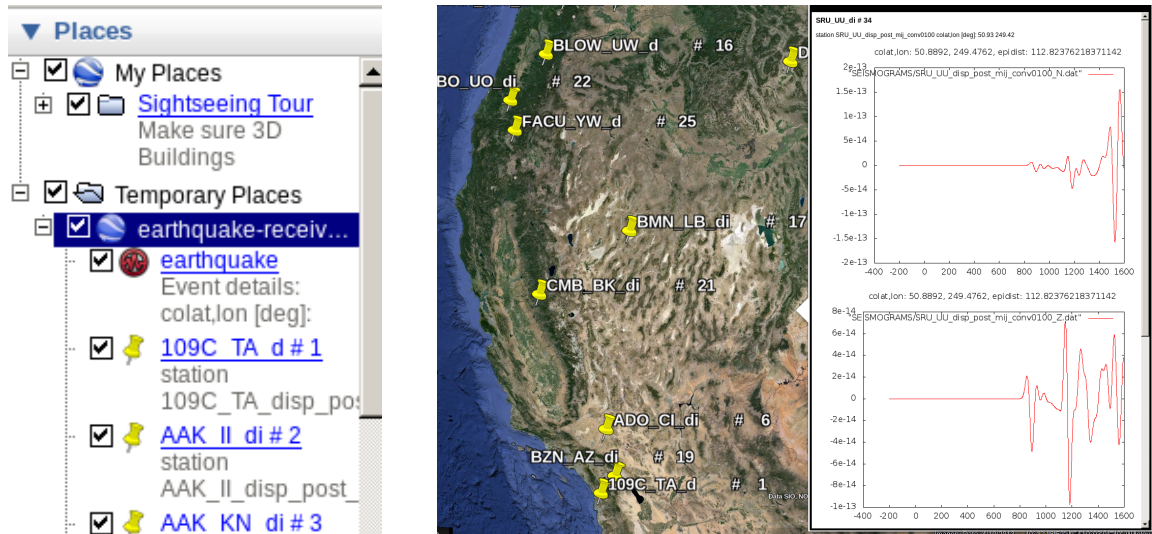 Places
My Places
Sightseeing Tour
Make sure 3D
Buildings
Temporary Places
earthquake-receiv...
earthquake
Event details:
colat,lon [deg]:
109C_TA_d # 1
station
109C_TA_disp_pos
AAK_II_di # 2
station
AAK_II_disp_post_
AAK_KN_di # 3
BLOW_UW_d # 16
D
BO_UO_di # 22
FACU_YW_d # 25
BMN_LB_di # 17
CMB_BK_di # 21
ADO_CI_di # 6
BZN_AZ_di # 19
109C_TA_d # 1
Data SIO, NO
SRU_UU_di # 34
station SRU_UU_disp_post_mij_conv0100 colat,lon [deg]: 50.93 249.42
colat,lon: 50.8892, 249.4762, epidist: 112.82376218371142
"SEISMOGRAMS/SRU_UU_disp_post_mij_conv0100_N.dat"
2e-13
1.5e-13
1e-13
5e-14
0
-5e-14
-1e-13
-1.5e-13
-2e-13
-400 -200 0 200 400 600 800 1000 1200 1400 1600
colat,lon: 50.8892, 249.4762, epidist: 112.82376218371142
"SEISMOGRAMS/SRU_UU_disp_post_mij_conv0100_Z.dat"
8e-14
6e-14
4e-14
2e-14
0
-2e-14
-4e-14
-6e-14
-8e-14
-1e-13
-400 -200 0 200 400 600 800 1000 1200 1400 1600